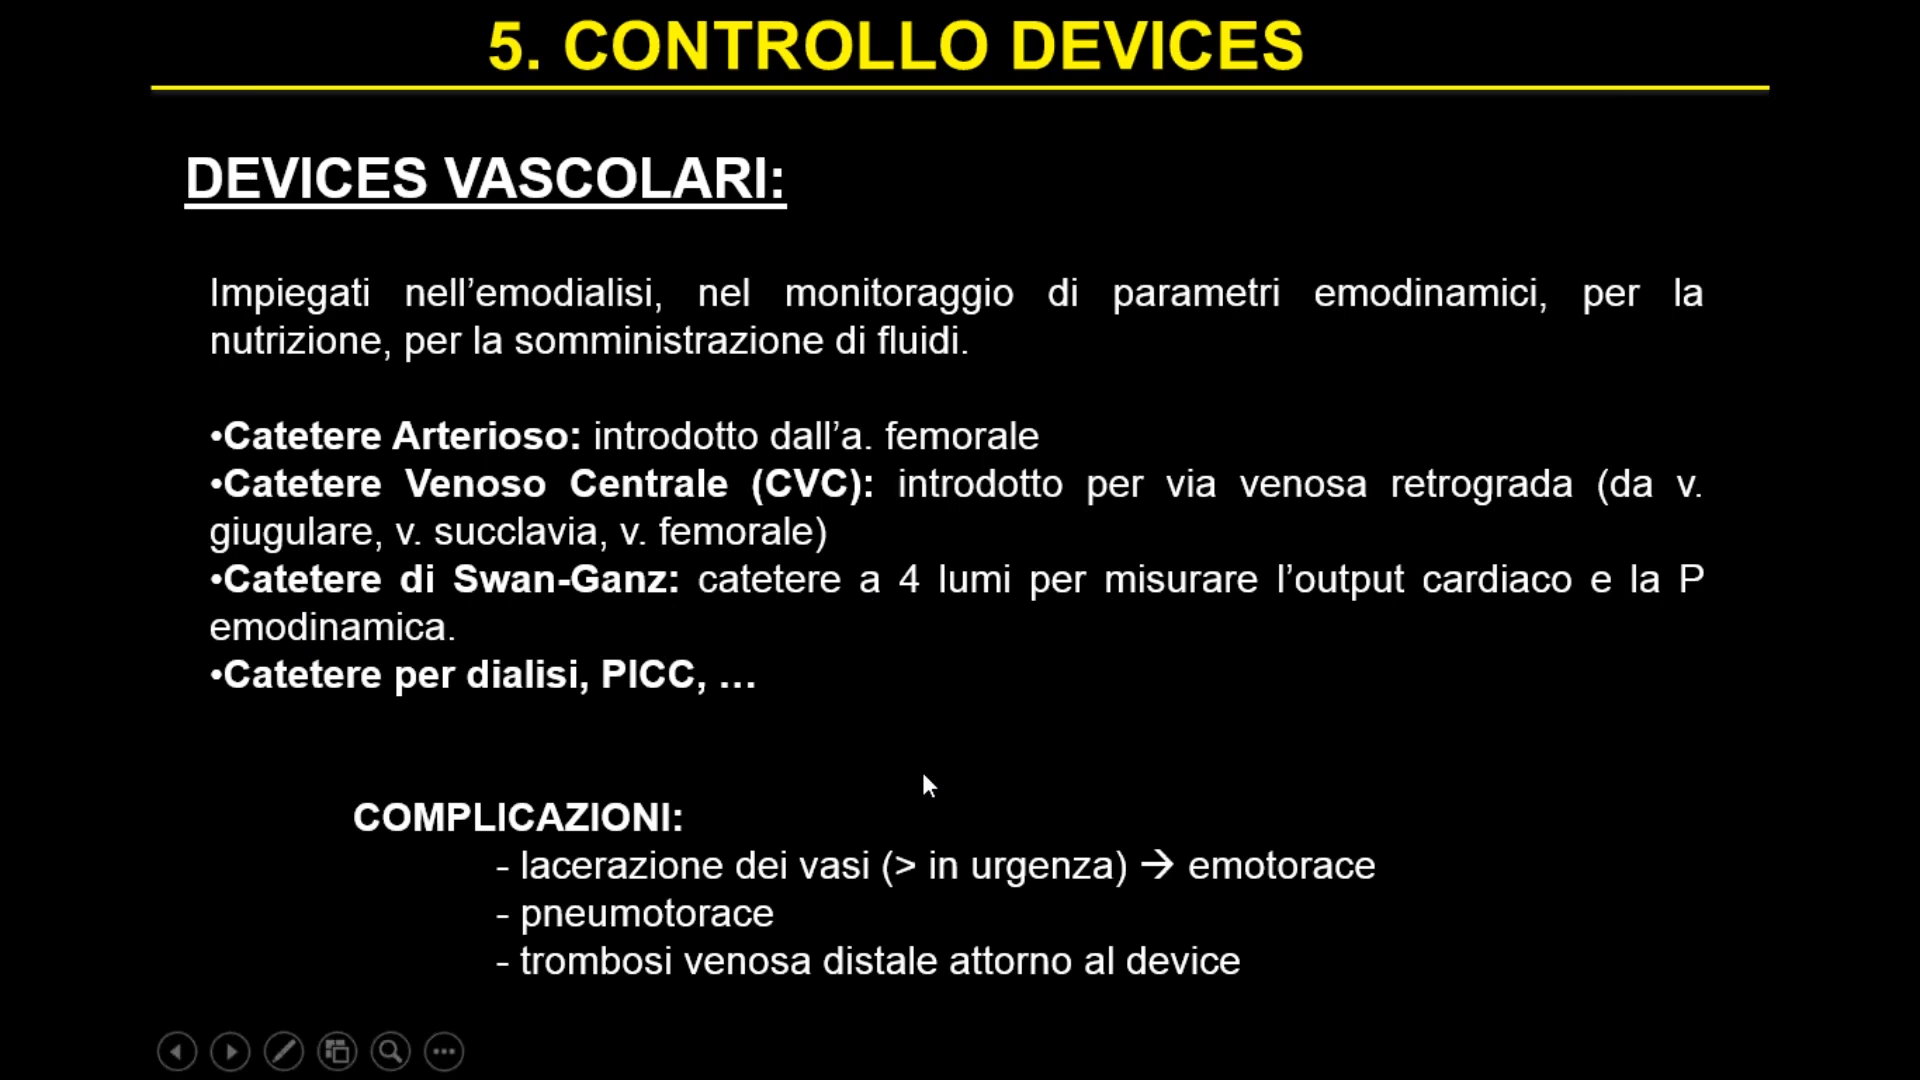 5. CONTROLLO DEVICES
DEVICES VASCOLARI:
Impiegati nell’emodialisi, nel monitoraggio di parametri emodinamici, per la
nutrizione, per la somministrazione di fluidi.
•Catetere Arterioso: introdotto dall’a. femorale
•Catetere Venoso Centrale (CVC): introdotto per via venosa retrograda (da v.
giugulare, v. succlavia, v. femorale)
•Catetere di Swan-Ganz: catetere a 4 lumi per misurare l’output cardiaco e la P
emodinamica.
•Catetere per dialisi, PICC, …
COMPLICAZIONI:
- lacerazione dei vasi (> in urgenza) → emotorace
- pneumotorace
- trombosi venosa distale attorno al device